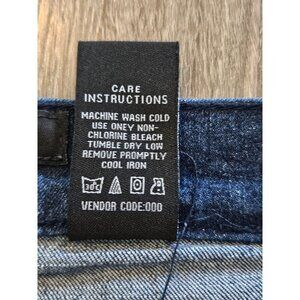 CARE
INSTRUCTIONS
MACHINE WASH COLD
USE ONEY NON-
CHLORINE BLEACH
TUMBLE DRY LOW
REMOVE PROMPTLY
COOL IRON
30C
VENDOR CODE:000